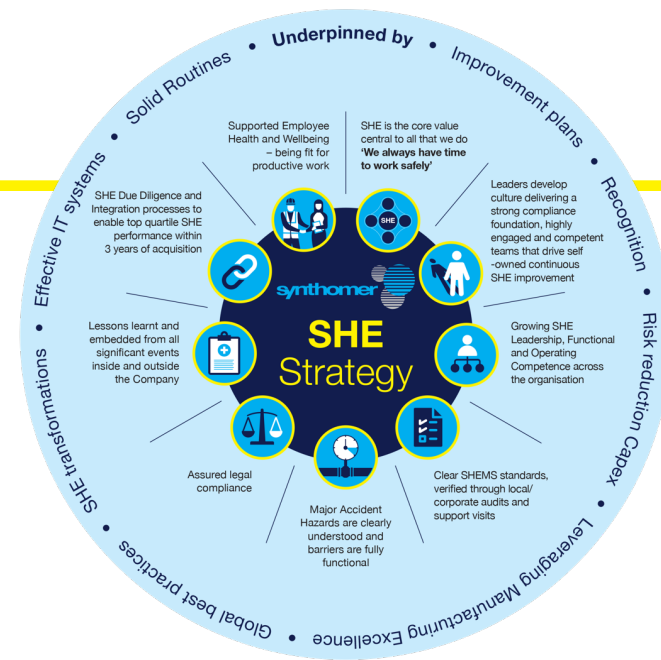 Underpinned by • Improvement plans • Recognition • Risk reduction Capex • Leveraging Manufacturing Excellence • Global best practices • SHE transformations • Effective IT systems • Solid Routines •
SHE is the core value
central to all that we do
‘We always have time
to work safely’
SHE
Leaders develop
culture delivering a
strong compliance
foundation, highly
engaged and competent
teams that drive self
-owned continuous
SHE improvement
Growing SHE
Leadership, Functional
and Operating
Competence across
the organisation
Clear SHEMS standards,
verified through local/
corporate audits and
support visits
Major Accident
Hazards are clearly
understood and
barriers are fully
functional
Assured legal
compliance
Lessons learnt and
embedded from all
significant events
inside and outside
the Company
SHE Due Diligence and
Integration processes to
enable top quartile SHE
performance within
3 years of acquisition
Supported Employee
Health and Wellbeing
– being fit for
productive work
synthomer
SHE
Strategy